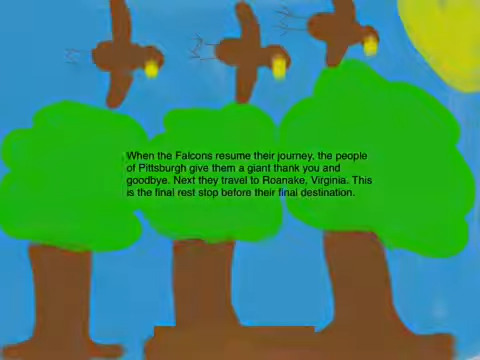 When the Falcons resume their journey, the people
of Pittsburgh give them a giant thank you and
goodbye. Next they travel to Roanake, Virginia. This
is the final rest stop before their final destination.